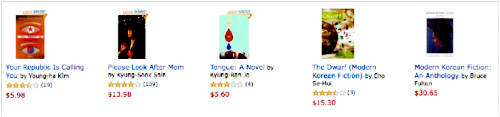 Your Republic Is Calling
You by Young-ha Kim
(19)
$5.98
Please Look After Mom
by Kyung-Sook Shin
(139)
$13.98
Tongue: A Novel by
Kyung-Ran Jo
(4)
$5.60
The Dwarf (Modern
Korean Fiction) by Cho
Se-Hui
(3)
$15.30
Modern Korean Fiction:
An Anthology by Bruce
Fulton
$30.65